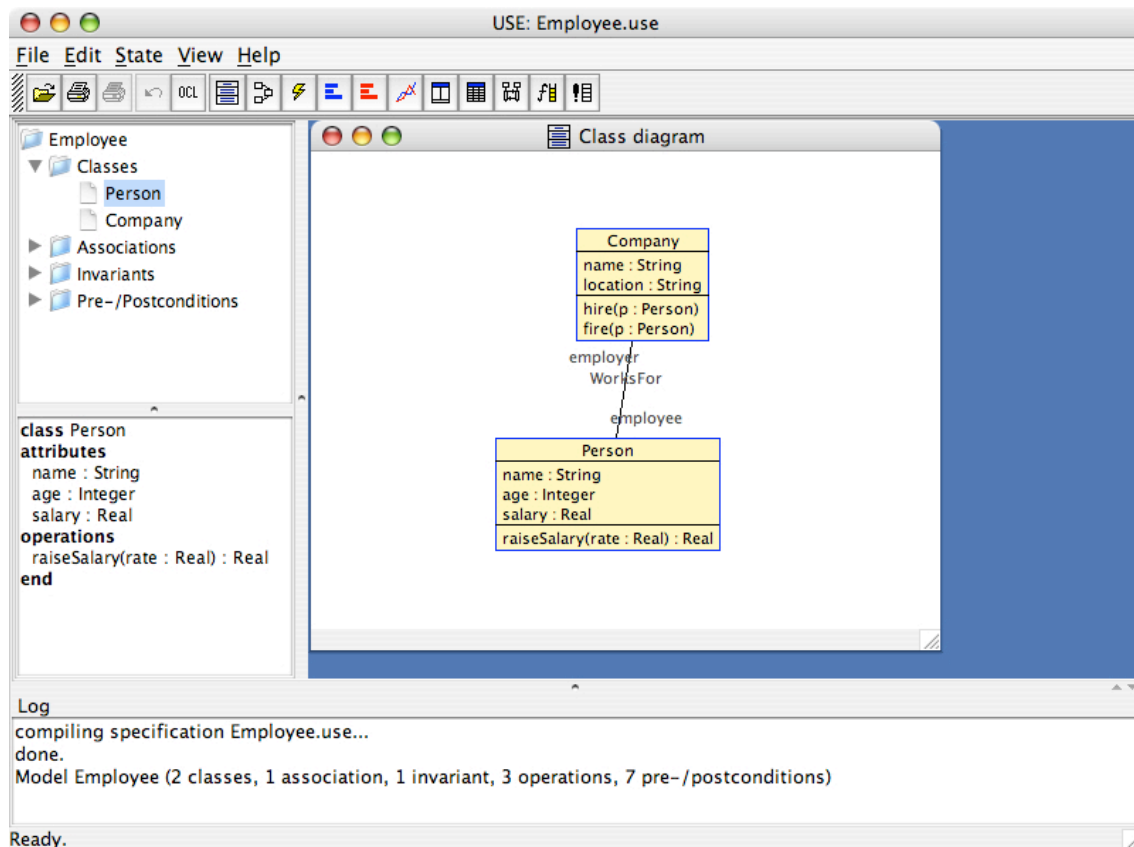 USE: Employee.use
File Edit State View Help
OCL
Employee
Classes
Person
Company
Associations
Invariants
Pre-/Postconditions
class Person
attributes
name : String
age : Integer
salary : Real
operations
raiseSalary(rate : Real) : Real
end
Class diagram
Company
name : String
location : String
hire(p : Person)
fire(p : Person)
employer
WorksFor
employee
Person
name : String
age : Integer
salary : Real
raiseSalary(rate : Real) : Real
Log
compiling specification Employee.use...
done.
Model Employee (2 classes, 1 association, 1 invariant, 3 operations, 7 pre-/postconditions)
Ready.